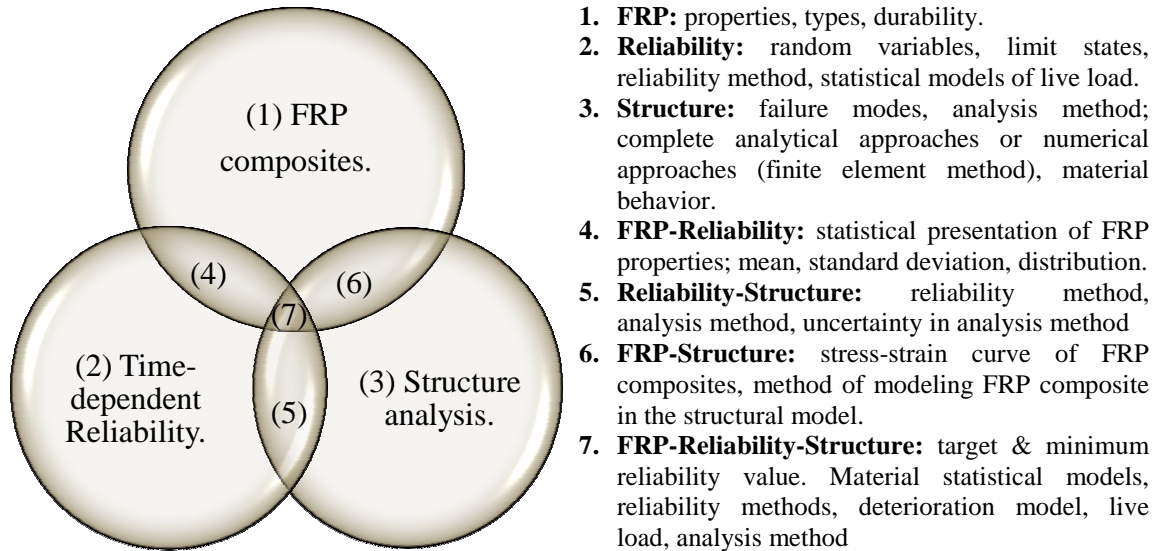 (1) FRP
composites.
(4)
(6)
(7)
(2) Time-
dependent
Reliability.
(5)
(3) Structure
analysis.
1. FRP: properties, types, durability.
2. Reliability: random variables, limit states,
reliability method, statistical models of live load.
3. Structure: failure modes, analysis method;
complete analytical approaches or numerical
approaches (finite element method), material
behavior.
4. FRP-Reliability: statistical presentation of FRP
properties; mean, standard deviation, distribution.
5. Reliability-Structure: reliability method,
analysis method, uncertainty in analysis method
6. FRP-Structure: stress-strain curve of FRP
composites, method of modeling FRP composite
in the structural model.
7. FRP-Reliability-Structure: target & minimum
reliability value. Material statistical models,
reliability methods, deterioration model, live
load, analysis method